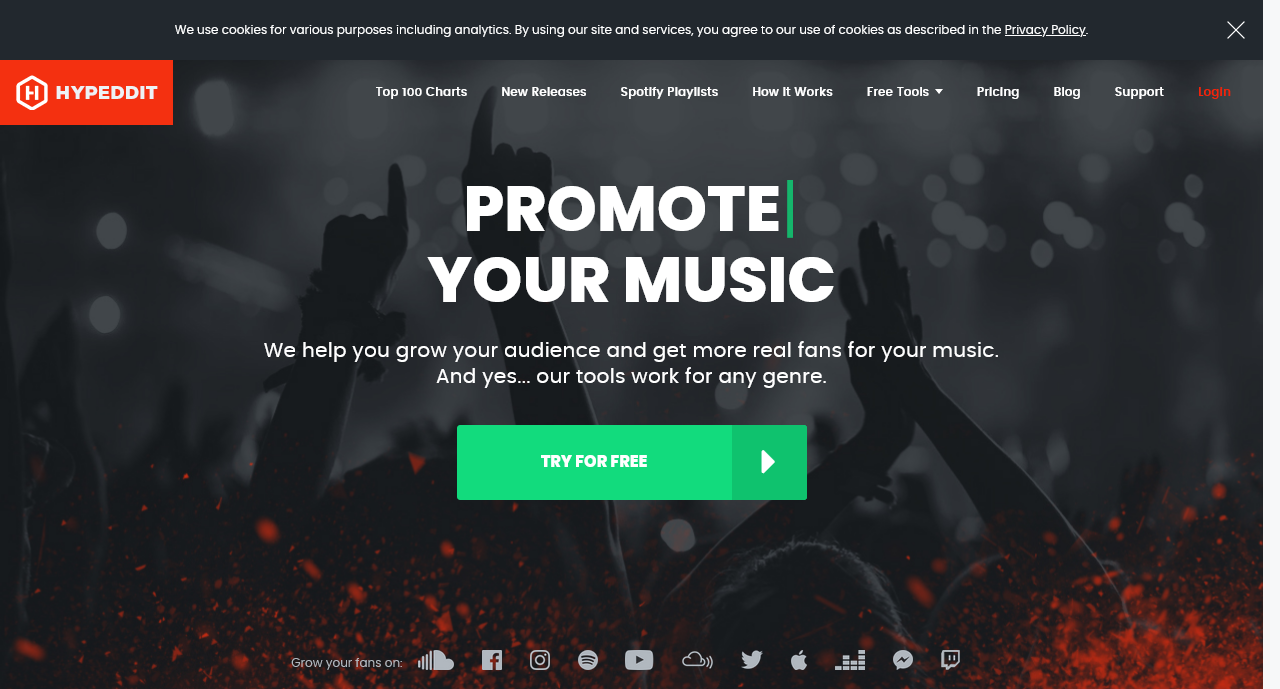 We use cookies for various purposes including analytics. By using our site and services, you agree to our use of cookies as described in the Privacy Policy.
HYPEDDIT
Top 100 Charts New Releases Spotify Playlists How It Works Free Tools Pricing Blog Support Login
PROMOTE
YOUR MUSIC
We help you grow your audience and get more real fans for your music.
And yes... our tools work for any genre.
TRY FOR FREE
Grow your fans on: